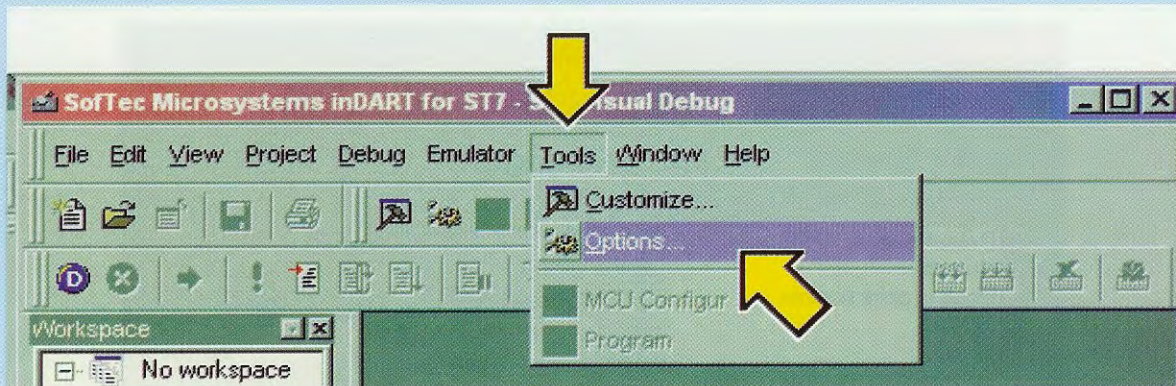 SofTec Microsystems inDART for ST7 - S isual Debug
File Edit View Project Debug Emulator Tools Window Help
Customize...
Options...
MCU Configur
Program
Workspace
No workspace